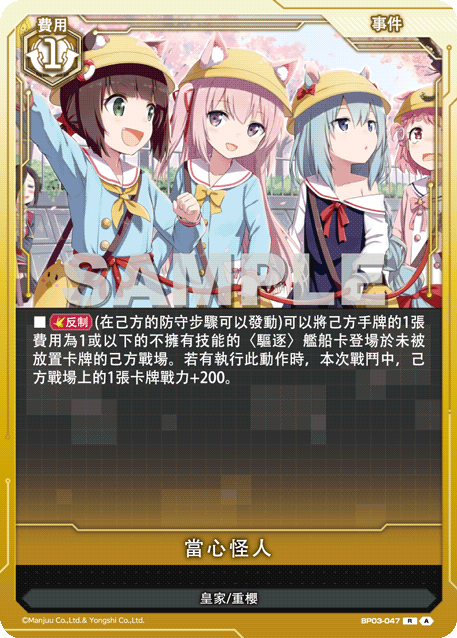 費用
1
事件
SAMPLE
■ 反制 (在己方的防守步驟可以發動)可以將己方手牌的1張
費用為1或以下的不擁有技能的〈驅逐〉艦船卡登場於未被
放置卡牌的己方戰場。若有執行此動作時，本次戰鬥中，己
方戰場上的1張卡牌戰力+200。
當心怪人
皇家/重櫻
©Manjuu Co.,Ltd.& Yongshi Co.,Ltd. BP03-047 R A